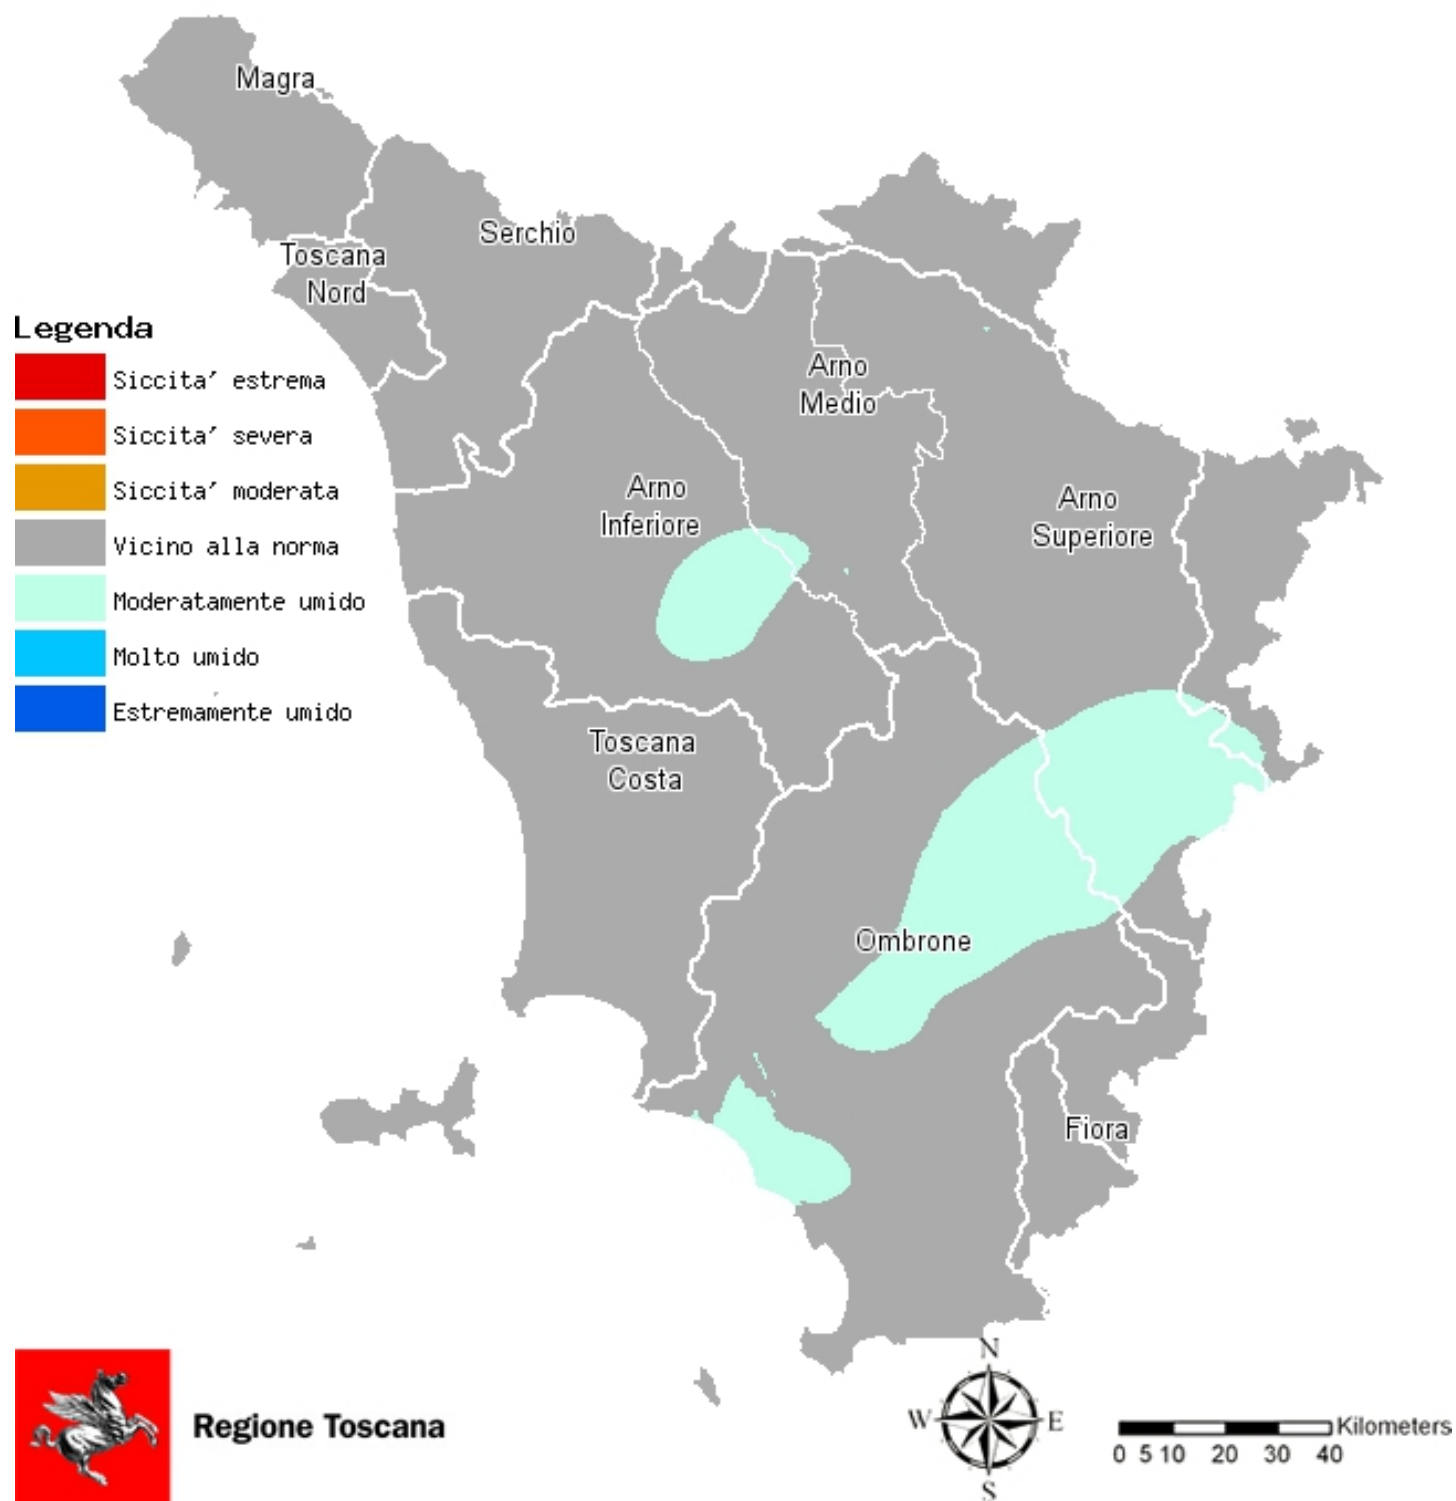 Magra
Serchio
Toscana
Nord
Legenda
Siccita' estrema
Siccita' severa
Siccita' moderata
Vicino alla norma
Moderatamente umido
Molto umido
Estremamente umido
Arno
Medio
Arno
Inferiore
Arno
Superiore
Toscana
Costa
Ombrone
Fiora
Regione Toscana
N
W E
S
Kilometers
0 5 10 20 30 40